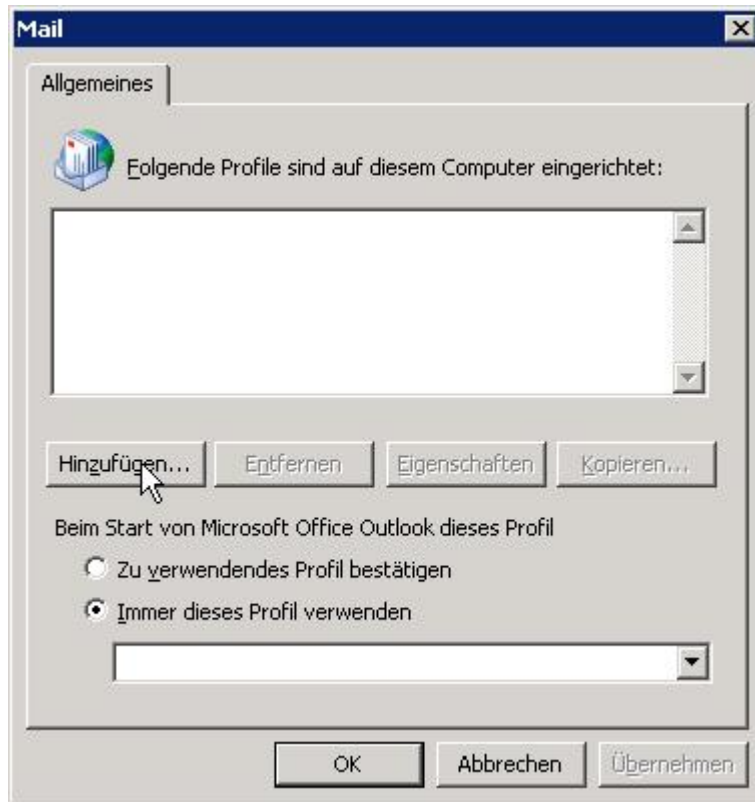 Mail
Allgemeines
Folgende Profile sind auf diesem Computer eingerichtet:
Hinzufügen... Entfernen Eigenschaften Kopieren...
Beim Start von Microsoft Office Outlook dieses Profil
Zu verwendendes Profil bestätigen
Immer dieses Profil verwenden
OK Abbrechen Übernehmen